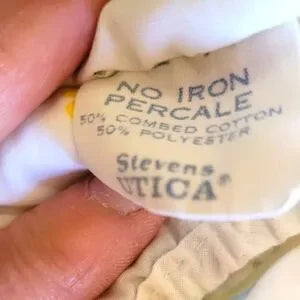 NO IRON
PERCALE
50% COMBED COTTON
50% POLYESTER
Stevens
UTICA®